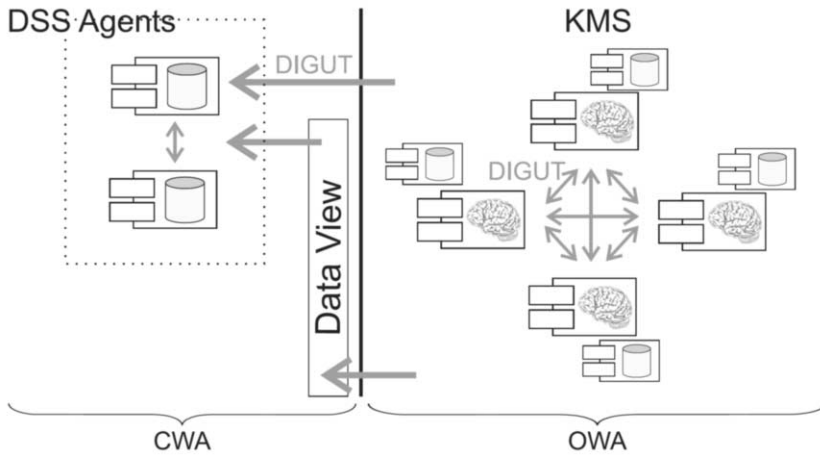 DSS Agents
KMS
DIGUT
DIGUT
Data View
CWA
OWA